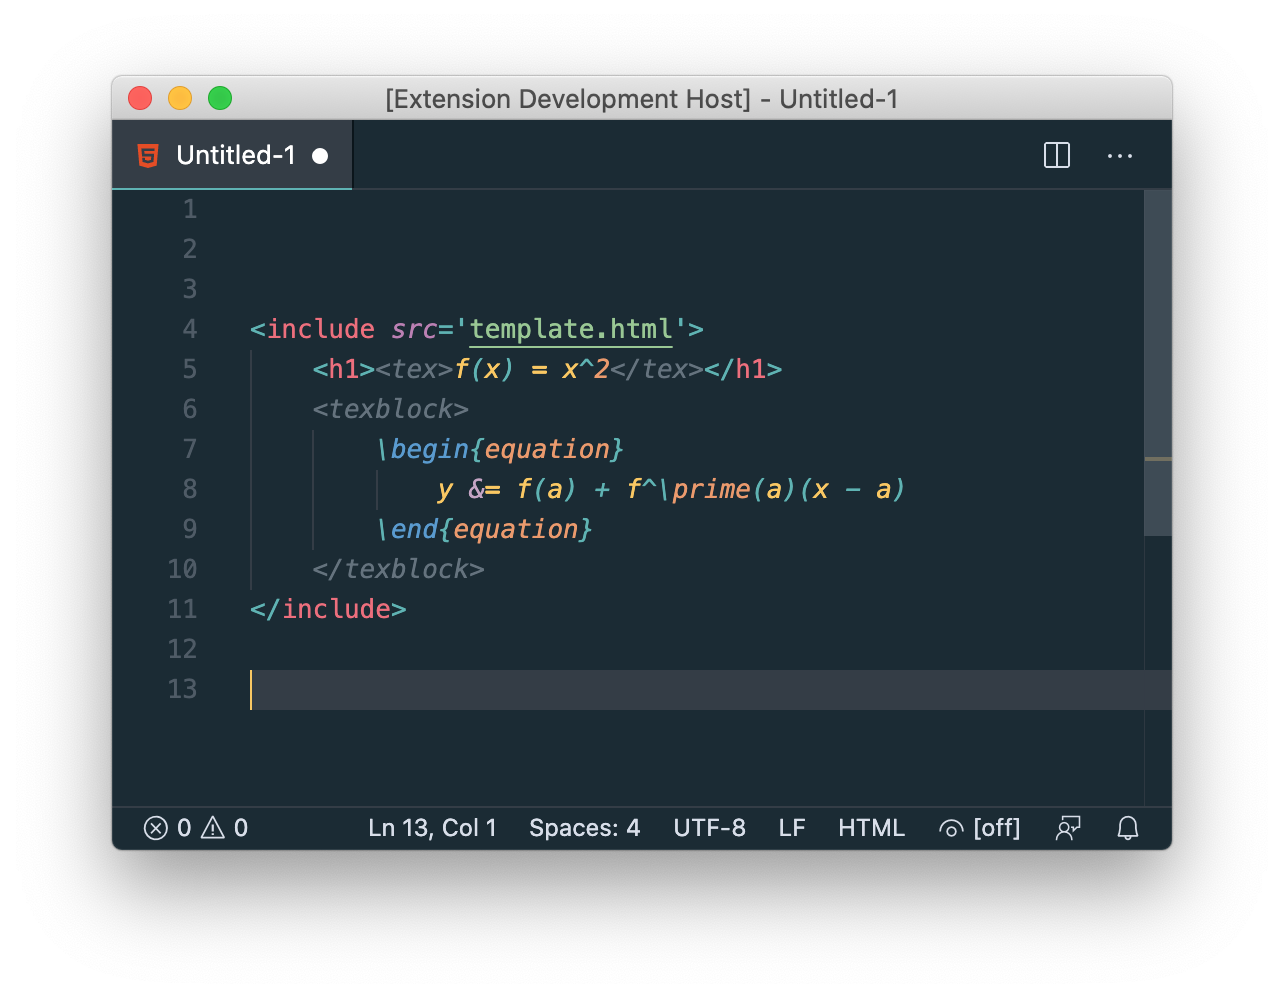 [Extension Development Host] - Untitled-1
Untitled-1
1
2
3
4 <include src='template.html'>
5 <h1><tex>f(x) = x^2</tex></h1>
6 <texblock>
7 \begin{equation}
8 y &= f(a) + f^\prime(a)(x - a)
9 \end{equation}
10 </texblock>
11 </include>
12
13
0 0 Ln 13, Col 1 Spaces: 4 UTF-8 LF HTML [off]